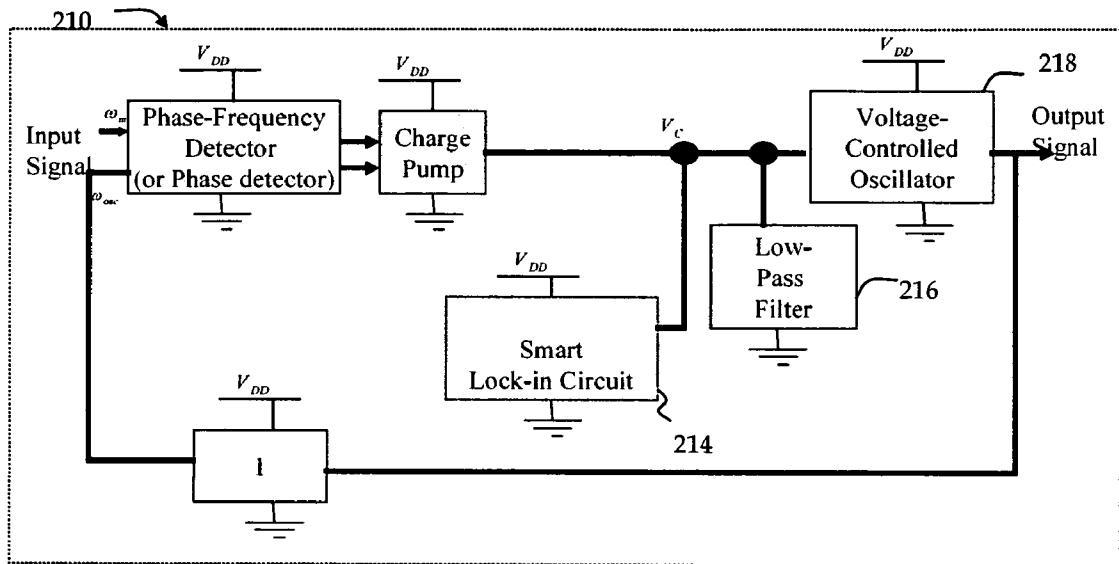 210
V_DD
V_DD
V_DD
218
ω_in
Input
Signal
Phase-Frequency
Detector
(or Phase detector)
Charge
Pump
V_C
Voltage-
Controlled
Oscillator
Output
Signal
ω_osc
Low-
Pass
Filter
216
V_DD
Smart
Lock-in Circuit
214
V_DD
1